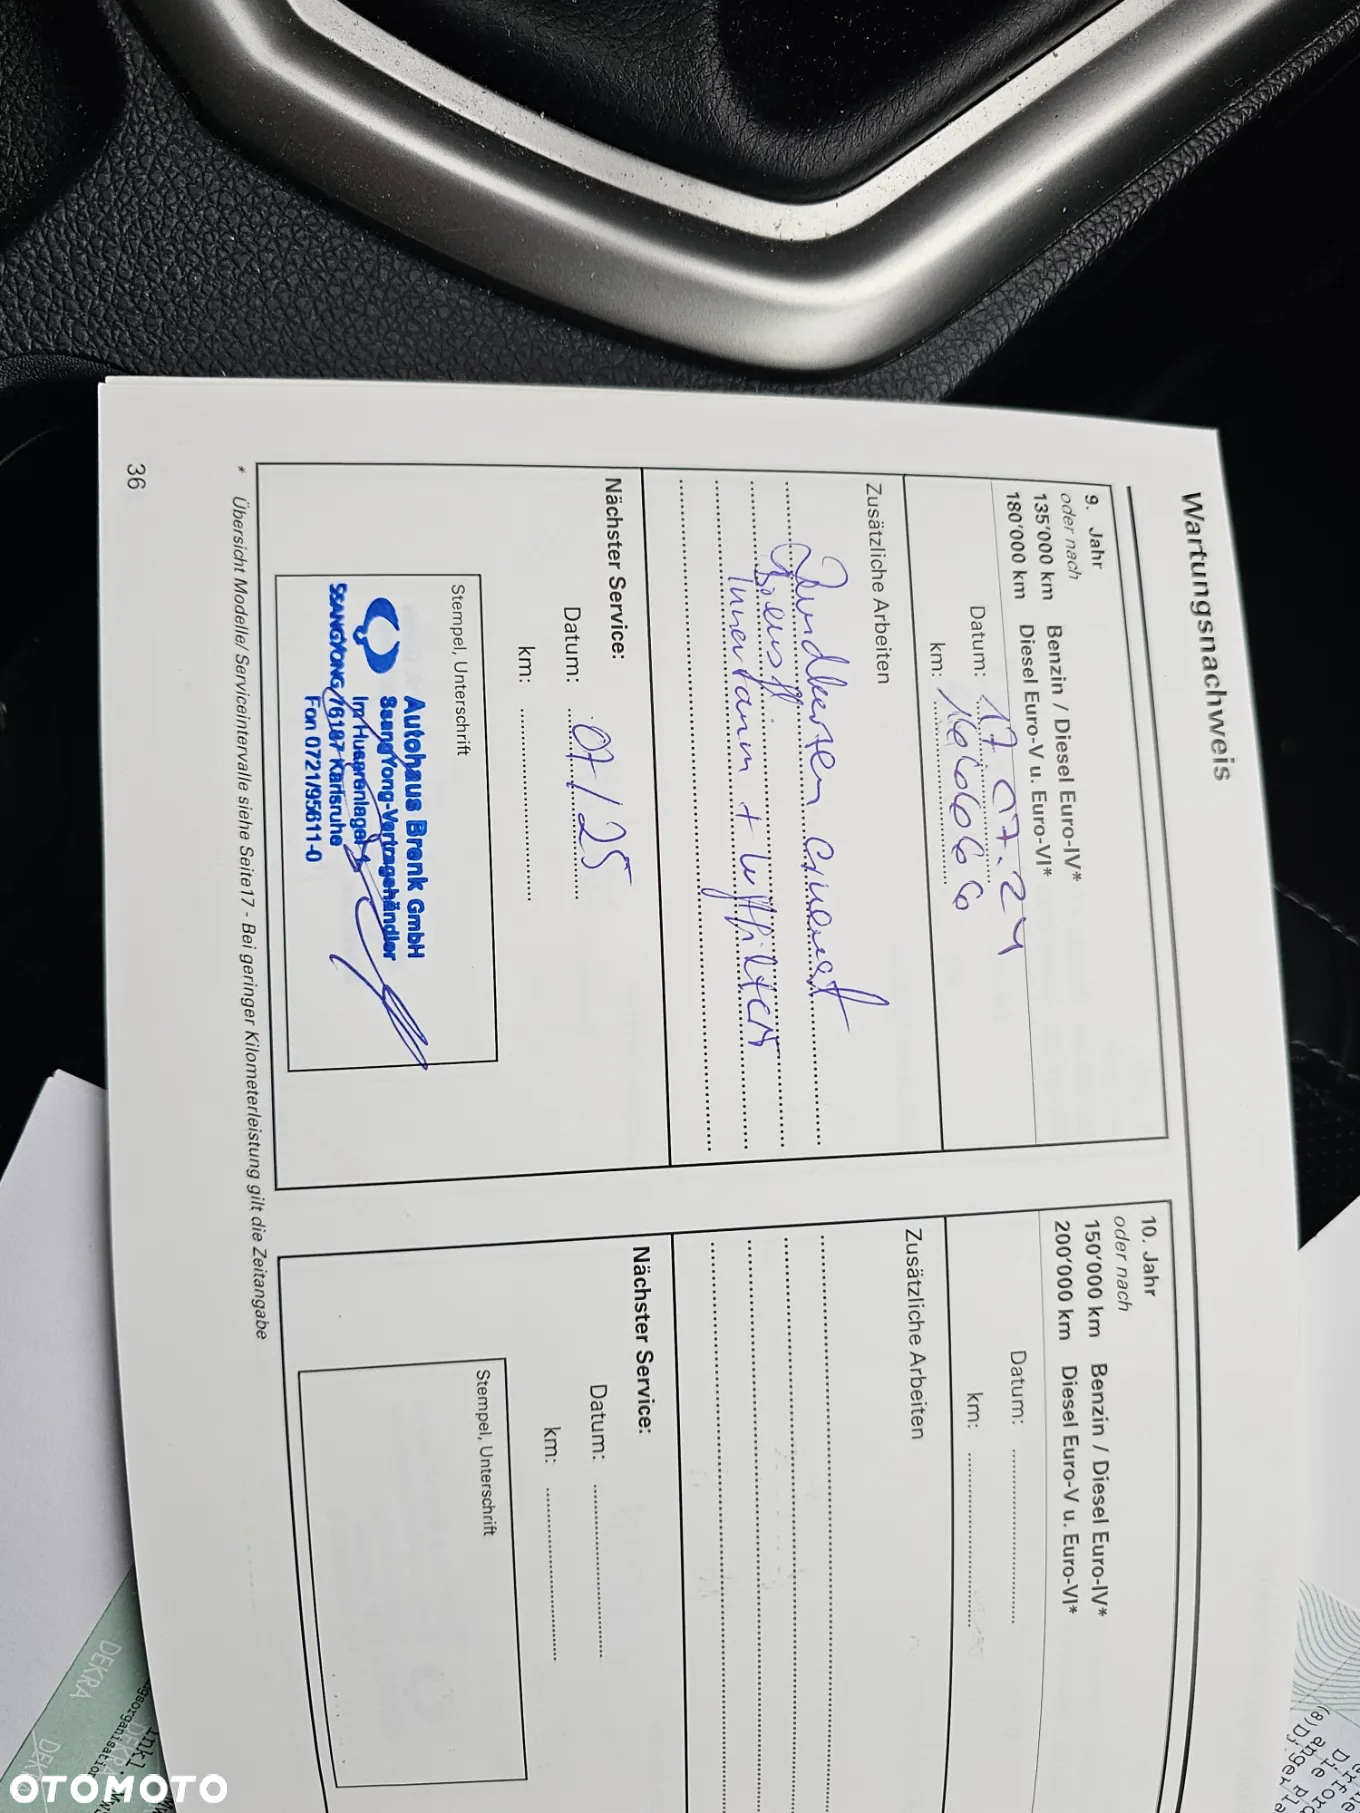 Wartungsnachweis
9. Jahr
oder nach
135'000 km Benzin / Diesel Euro-IV*
180'000 km Diesel Euro-V u. Euro-VI*
Datum: 17.07.24
km: 166666
Zusätzliche Arbeiten
Zündkerzen erneuert
Innenraum + Luftfilter
Nächster Service:
Datum: 07/25
km:
Stempel, Unterschrift
Autohaus Brenk GmbH
SsangYong-Vertragshändler
Im Husarenlager
SSANGYONG 76187 Karlsruhe
Fon 0721/95611-0
10. Jahr
oder nach
150'000 km Benzin / Diesel Euro-IV*
200'000 km Diesel Euro-V u. Euro-VI*
Datum:
km:
Zusätzliche Arbeiten
Nächster Service:
Datum:
km:
Stempel, Unterschrift
* Übersicht Modelle/ Serviceintervalle siehe Seite17 - Bei geringer Kilometerleistung gilt die Zeitangabe
36
DEKRA
DEKRA
OTOMOTO